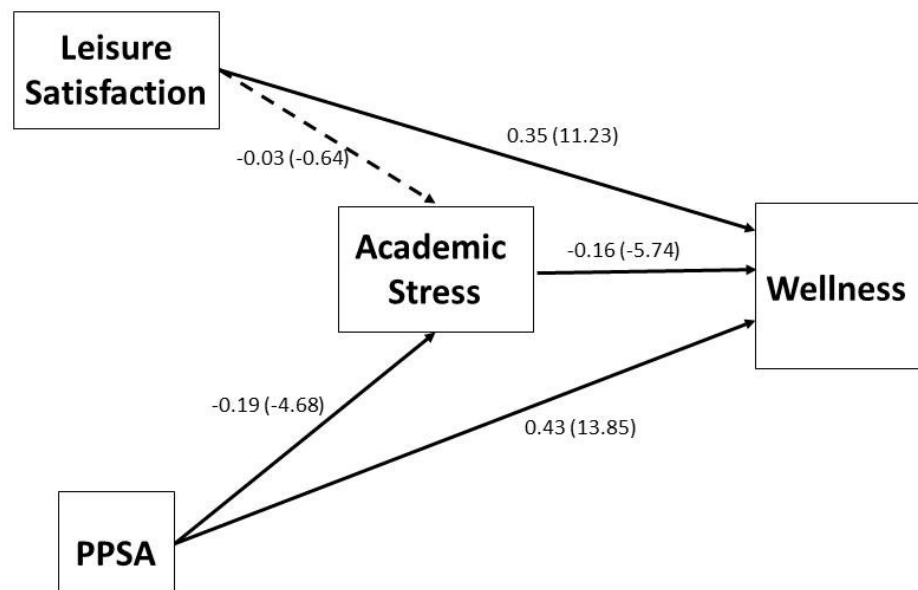 Leisure
Satisfaction
0.35 (11.23)
-0.03 (-0.64)
Academic
Stress
-0.16 (-5.74)
Wellness
-0.19 (-4.68)
0.43 (13.85)
PPSA